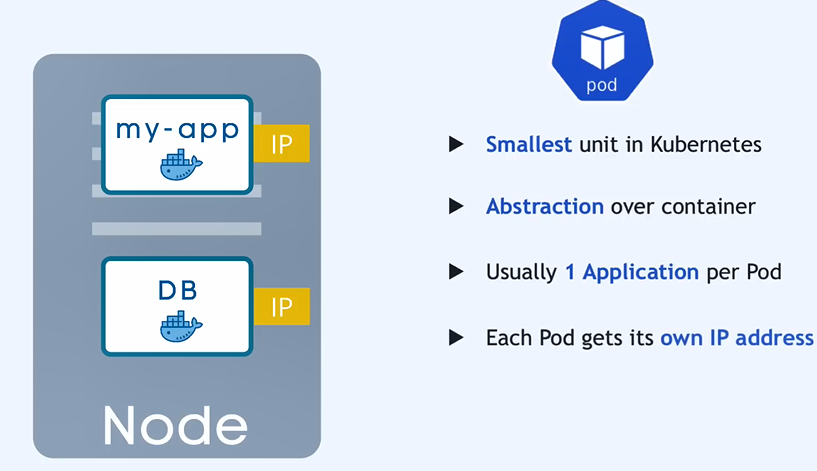 my-app
IP
DB
IP
Node
pod
Smallest unit in Kubernetes
Abstraction over container
Usually 1 Application per Pod
Each Pod gets its own IP address